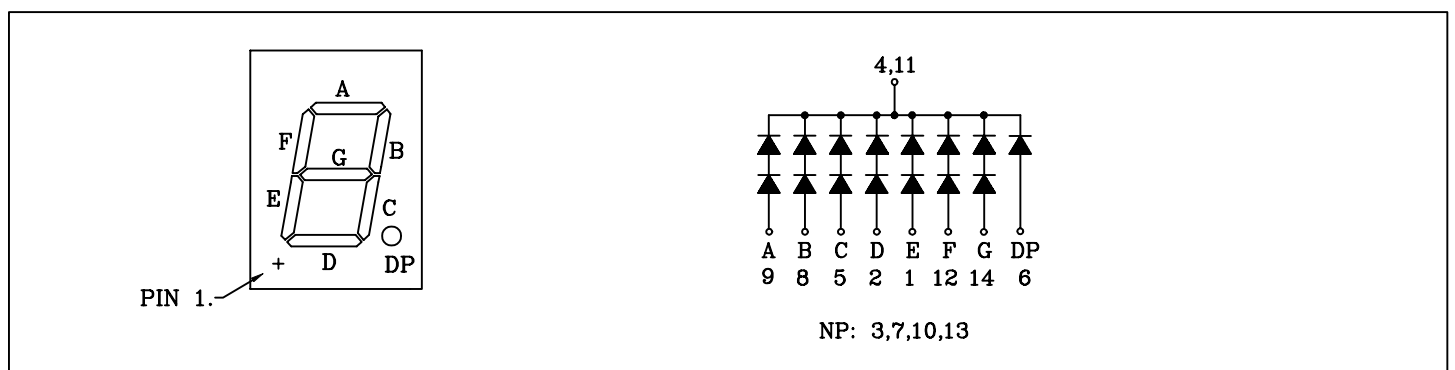 A
F
B
G
E
C
+ D DP
PIN 1.
4,11
A B C D E F G DP
9 8 5 2 1 12 14 6
NP: 3,7,10,13